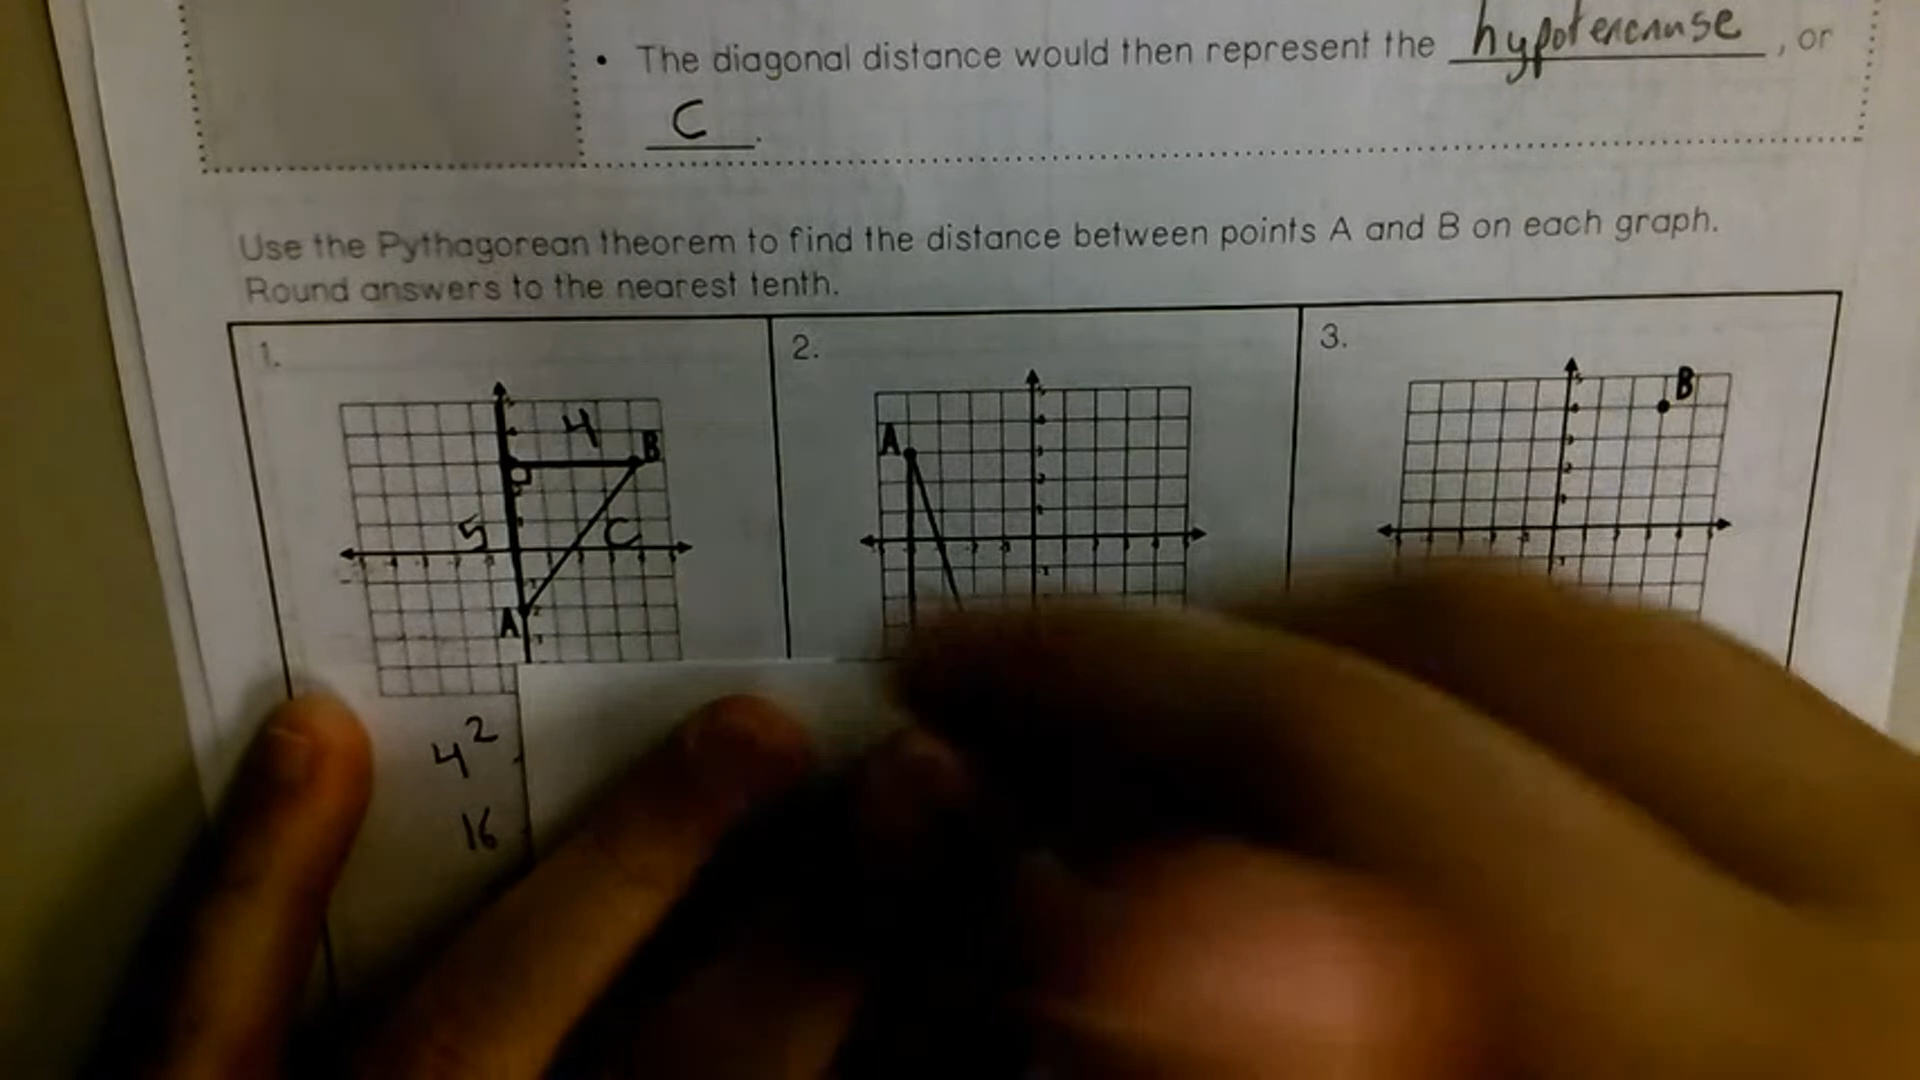 • The diagonal distance would then represent the hypotencnuse, or
C.
Use the Pythagorean theorem to find the distance between points A and B on each graph.
Round answers to the nearest tenth.
1.
2.
3.
4
B
5
C
A
A
B
4²
16